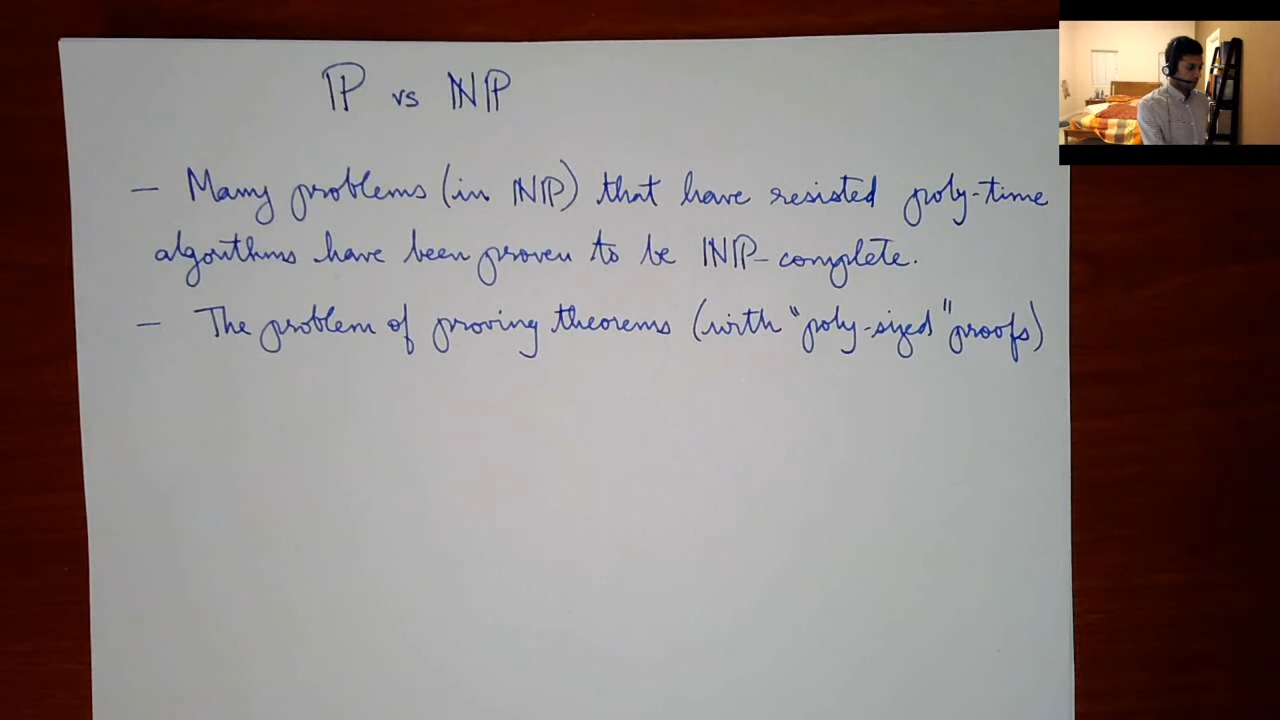 ℙ vs ℕℙ
— Many problems (in ℕℙ) that have resisted poly-time
algorithms have been proven to be ℕℙ-complete.
— The problem of proving theorems (with "poly-sized" proofs)